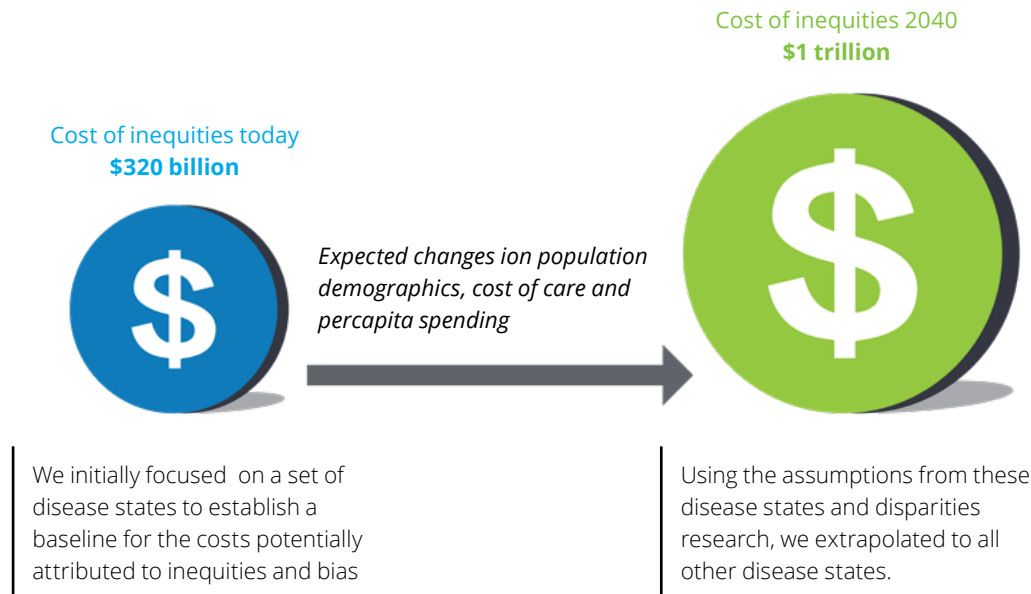 Cost of inequities 2040
$1 trillion
Cost of inequities today
$320 billion
$
$
Expected changes ion population
demographics, cost of care and
percapita spending
We initially focused  on a set of
disease states to establish a
baseline for the costs potentially
attributed to inequities and bias
Using the assumptions from these
disease states and disparities
research, we extrapolated to all
other disease states.